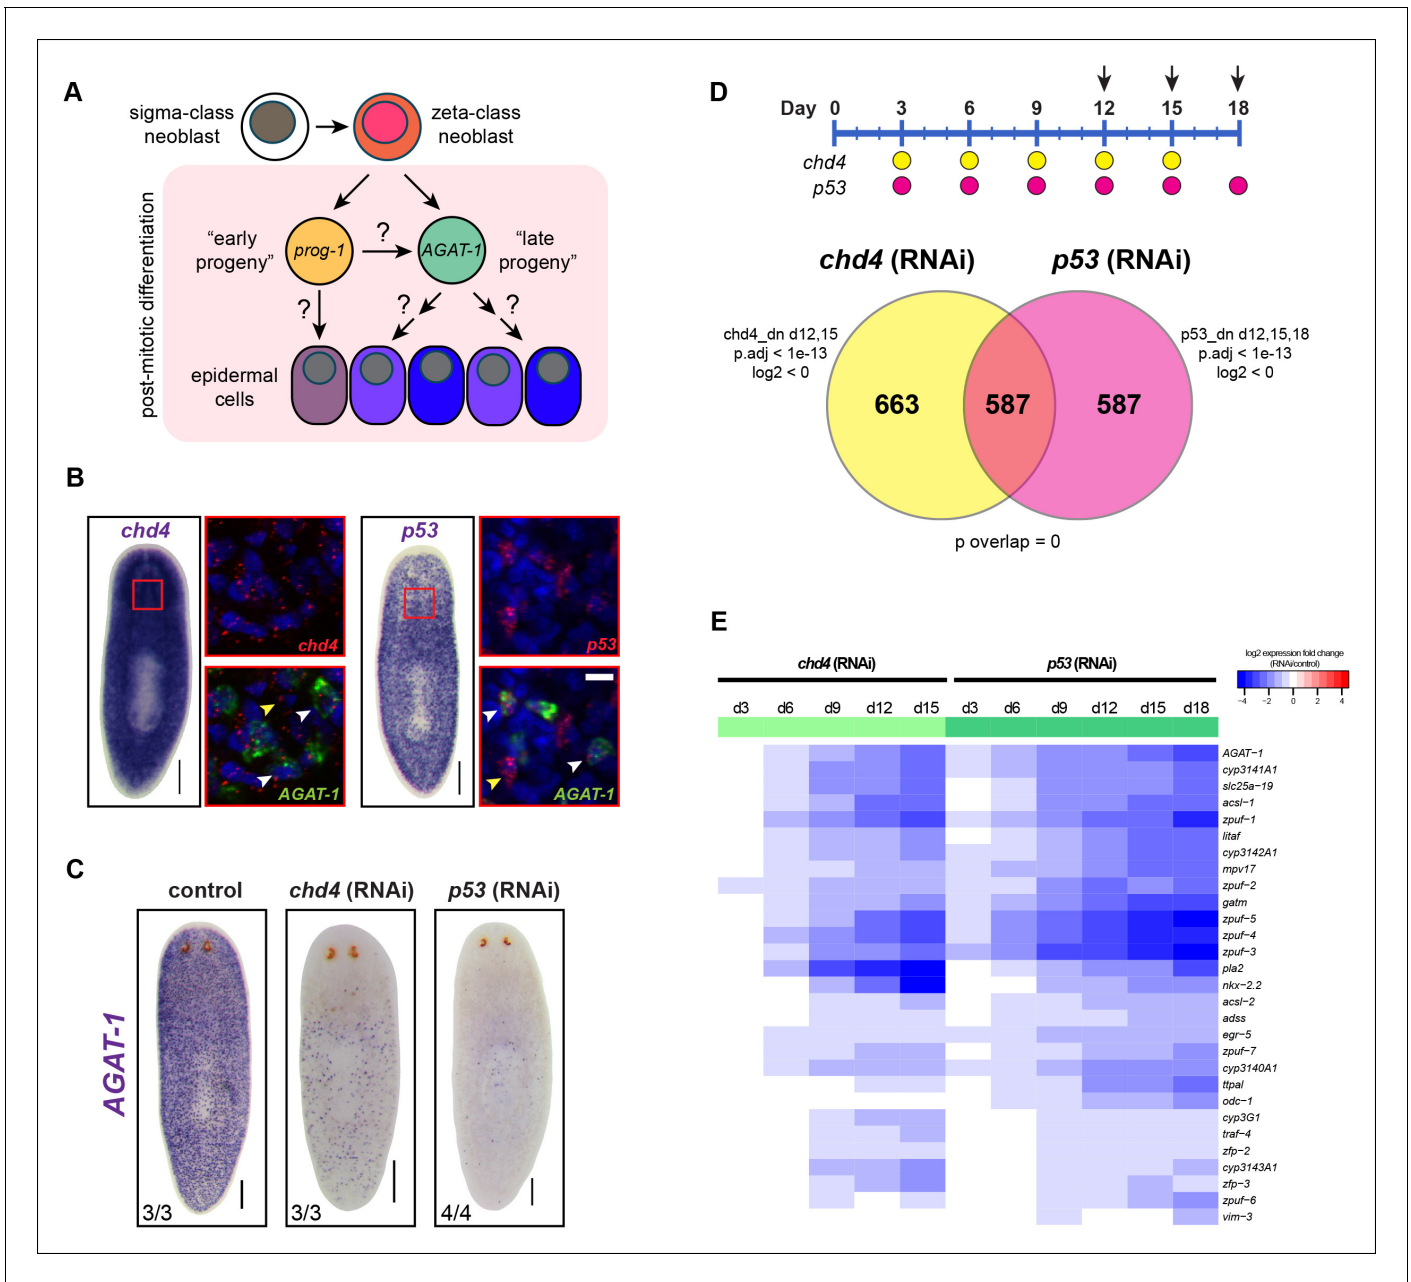 A
sigma-class
neoblast
zeta-class
neoblast
post-mitotic differentiation
"early
progeny"
prog-1
?
AGAT-1
"late
progeny"
?
?
?
epidermal
cells
B
chd4
chd4
AGAT-1
p53
p53
AGAT-1
C
control
chd4 (RNAi)
p53 (RNAi)
AGAT-1
3/3
3/3
4/4
D
Day 0 3 6 9 12 15 18
chd4
p53
chd4 (RNAi)
p53 (RNAi)
chd4_dn d12,15
p.adj < 1e-13
log2 < 0
663
587
587
p53_dn d12,15,18
p.adj < 1e-13
log2 < 0
p overlap = 0
E
chd4 (RNAi)
p53 (RNAi)
log2 expression fold change
(RNAi/control)
−4 −2 0 2 4
d3 d6 d9 d12 d15 d3 d6 d9 d12 d15 d18
AGAT−1
cyp3141A1
slc25a−19
acsl−1
zpuf−1
litaf
cyp3142A1
mpv17
zpuf−2
gatm
zpuf−5
zpuf−4
zpuf−3
pla2
nkx−2.2
acsl−2
adss
egr−5
zpuf−7
cyp3140A1
ttpal
odc−1
cyp3G1
traf−4
zfp−2
cyp3143A1
zfp−3
zpuf−6
vim−3